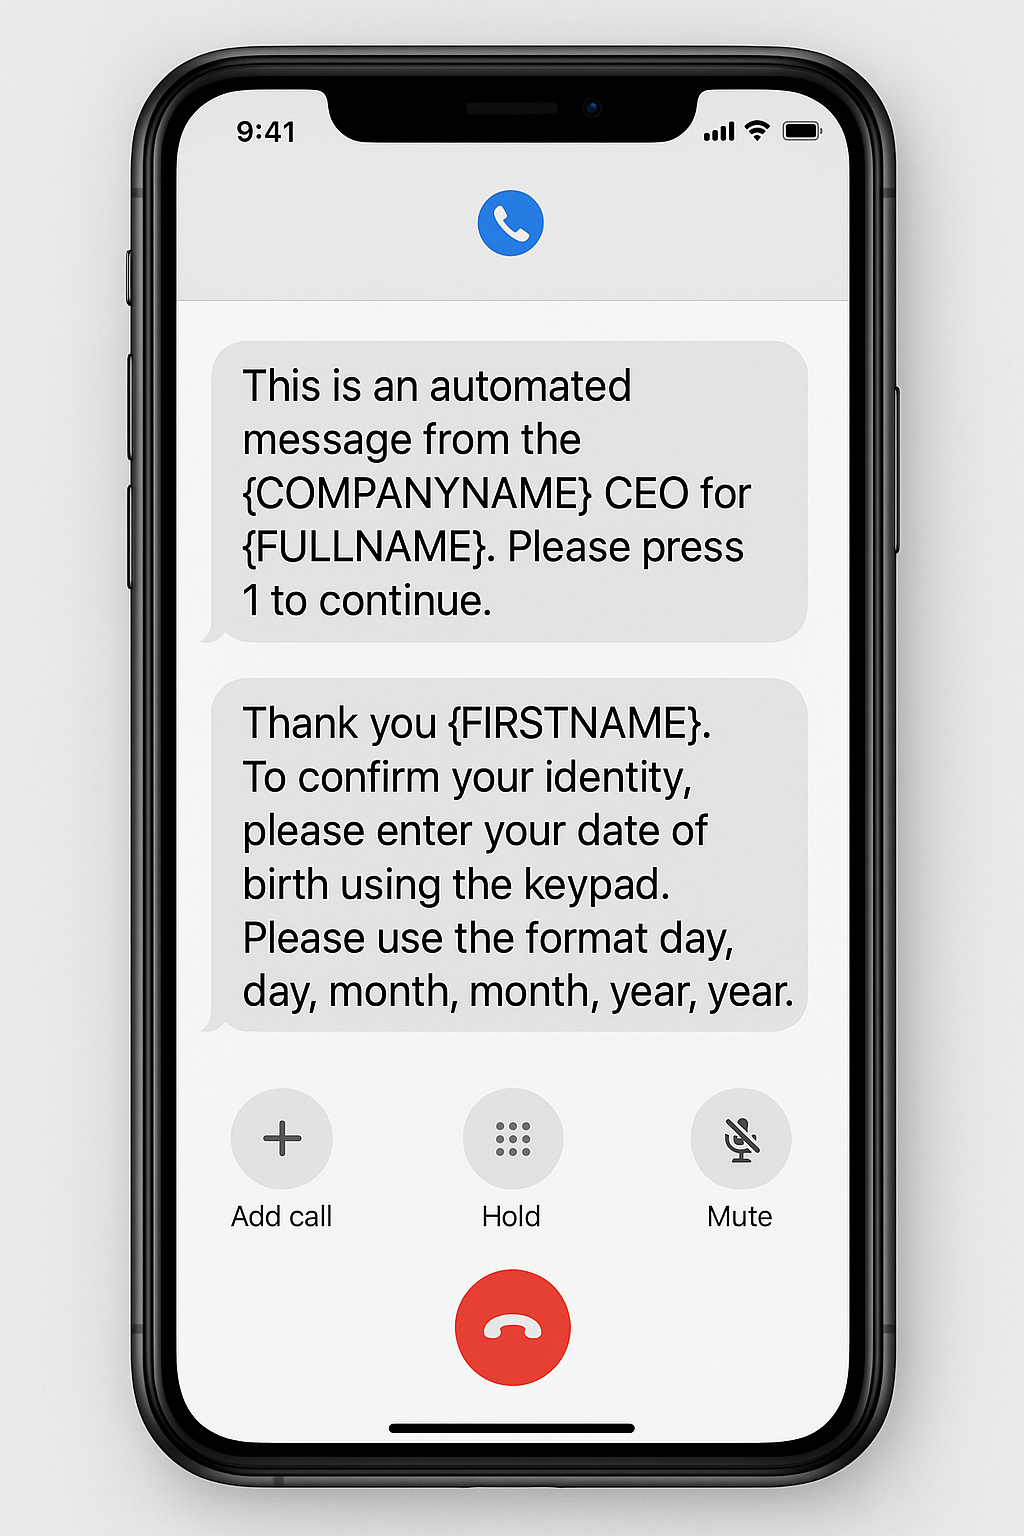 9:41
This is an automated
message from the
{COMPANYNAME} CEO for
{FULLNAME}. Please press
1 to continue.
Thank you {FIRSTNAME}.
To confirm your identity,
please enter your date of
birth using the keypad.
Please use the format day,
day, month, month, year, year.
Add call
Hold
Mute